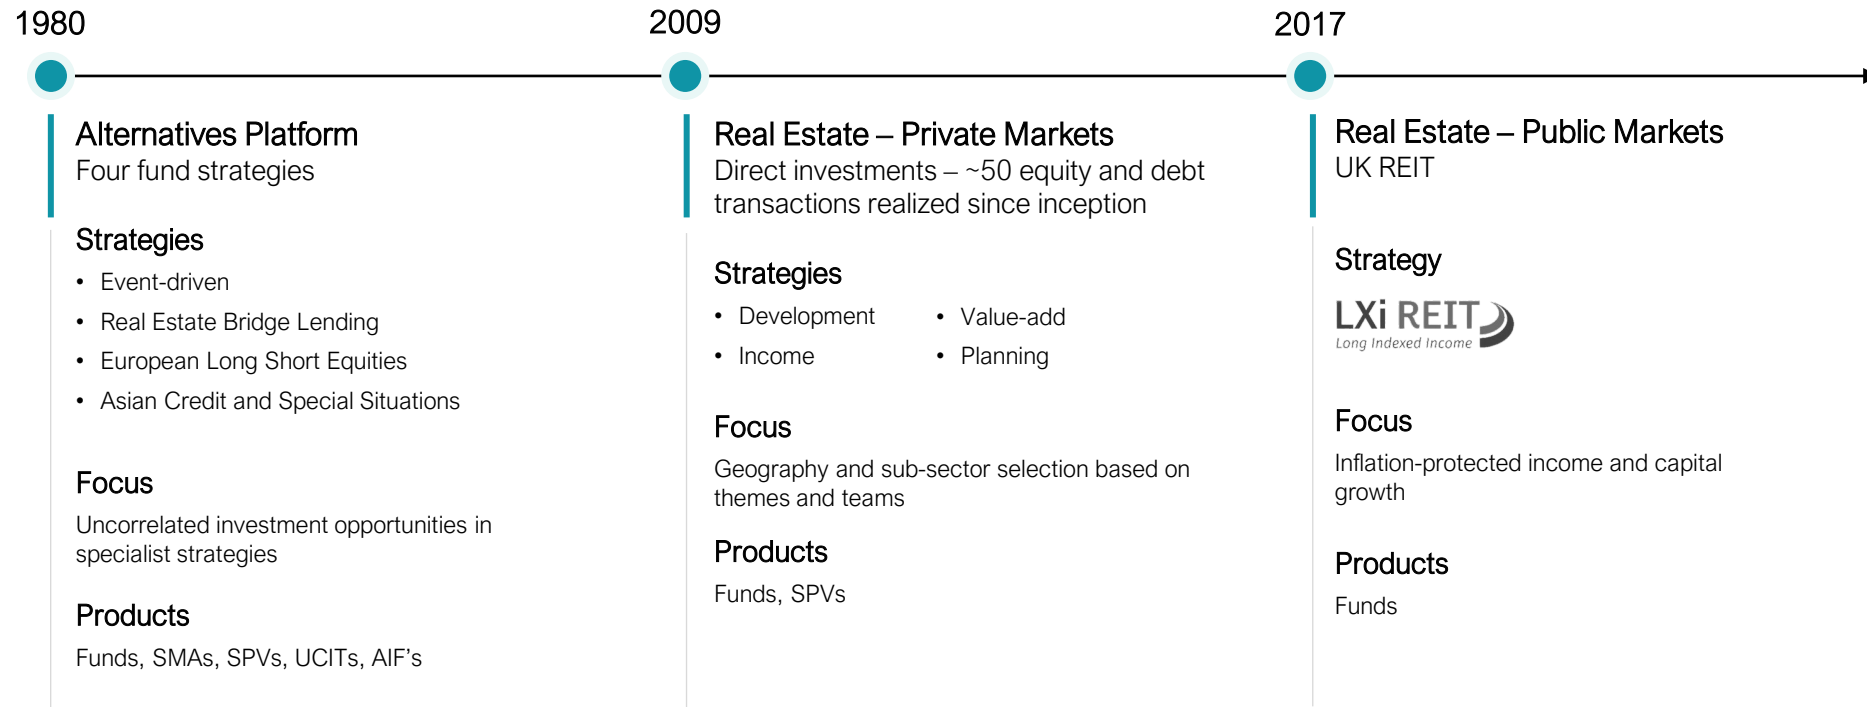 1980
2009
2017
Alternatives Platform
Four fund strategies
Strategies
• Event-driven
• Real Estate Bridge Lending
• European Long Short Equities
• Asian Credit and Special Situations
Focus
Uncorrelated investment opportunities in
specialist strategies
Products
Funds, SMAs, SPVs, UCITs, AIF's
Real Estate – Private Markets
Direct investments – ~50 equity and debt
transactions realized since inception
Strategies
• Development
• Income
• Value-add
• Planning
Focus
Geography and sub-sector selection based on
themes and teams
Products
Funds, SPVs
Real Estate – Public Markets
UK REIT
Strategy
LXi REIT
Long Indexed Income
Focus
Inflation-protected income and capital
growth
Products
Funds